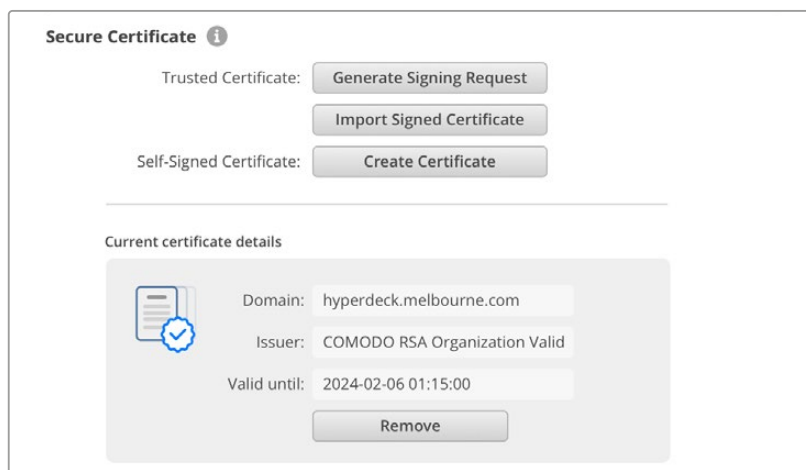 Secure Certificate
Trusted Certificate: Generate Signing Request
Import Signed Certificate
Self-Signed Certificate: Create Certificate
Current certificate details
Domain: hyperdeck.melbourne.com
Issuer: COMODO RSA Organization Valid
Valid until: 2024-02-06 01:15:00
Remove